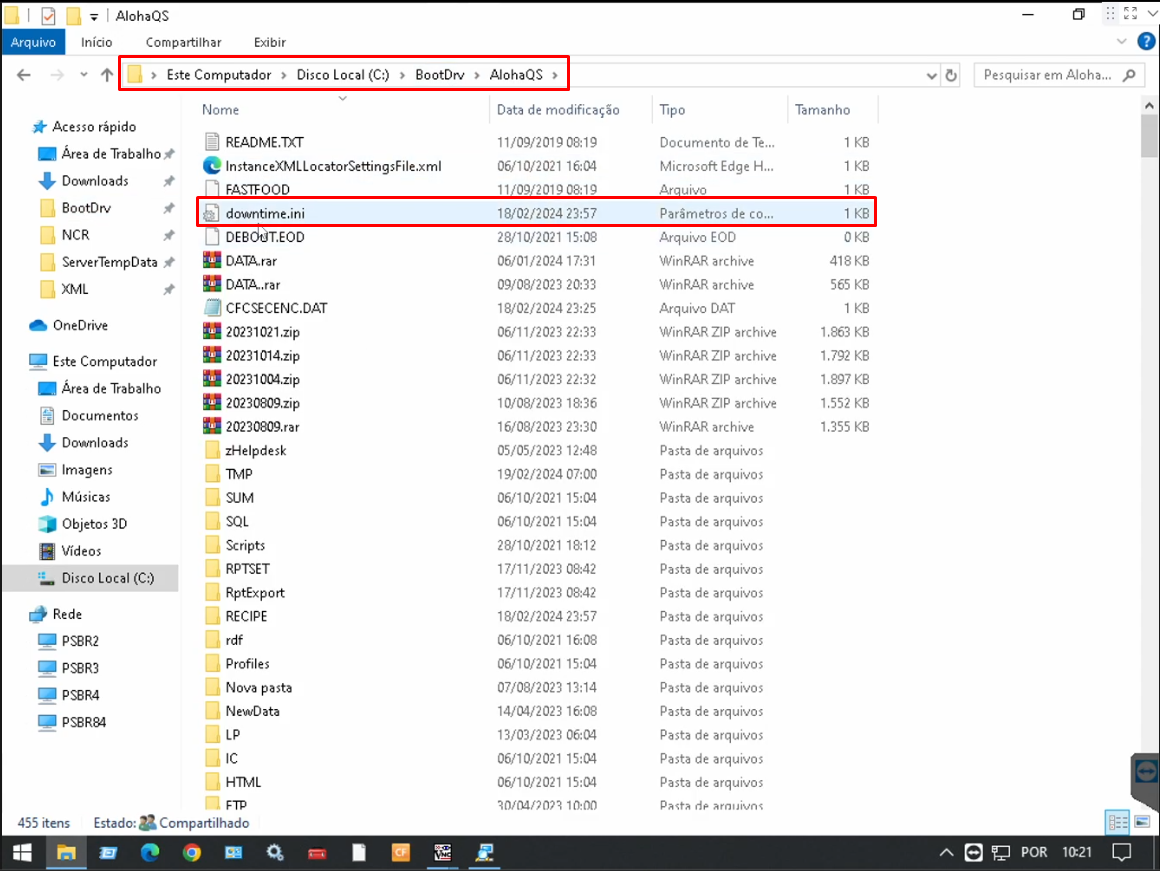 AlohaQS
Arquivo Início Compartilhar Exibir
Este Computador > Disco Local (C:) > BootDrv > AlohaQS >
Pesquisar em Aloha...
Nome Data de modificação Tipo Tamanho
Acesso rápido
Área de Trabalho
Downloads
BootDrv
NCR
ServerTempData
XML
OneDrive
Este Computador
Área de Trabalho
Documentos
Downloads
Imagens
Músicas
Objetos 3D
Vídeos
Disco Local (C:)
Rede
PSBR2
PSBR3
PSBR4
PSBR84
README.TXT 11/09/2019 08:19 Documento de Te... 1 KB
InstanceXMLLocatorSettingsFile.xml 06/10/2021 16:04 Microsoft Edge H... 1 KB
FASTFOOD 11/09/2019 08:19 Arquivo 1 KB
downtime.ini 18/02/2024 23:57 Parâmetros de co... 1 KB
DEBOUT.EOD 28/10/2021 15:08 Arquivo EOD 0 KB
DATA.rar 06/01/2024 17:31 WinRAR archive 418 KB
DATA..rar 09/08/2023 20:33 WinRAR archive 565 KB
CFCSECENC.DAT 18/02/2024 23:25 Arquivo DAT 1 KB
20231021.zip 06/11/2023 22:33 WinRAR ZIP archive 1.863 KB
20231014.zip 06/11/2023 22:33 WinRAR ZIP archive 1.792 KB
20231004.zip 06/11/2023 22:32 WinRAR ZIP archive 1.897 KB
20230809.zip 10/08/2023 18:36 WinRAR ZIP archive 1.552 KB
20230809.rar 16/08/2023 23:30 WinRAR archive 1.355 KB
zHelpdesk 05/05/2023 12:48 Pasta de arquivos
TMP 19/02/2024 07:00 Pasta de arquivos
SUM 06/10/2021 15:04 Pasta de arquivos
SQL 06/10/2021 15:04 Pasta de arquivos
Scripts 28/10/2021 18:12 Pasta de arquivos
RPTSET 17/11/2023 08:42 Pasta de arquivos
RptExport 17/11/2023 08:42 Pasta de arquivos
RECIPE 18/02/2024 23:57 Pasta de arquivos
rdf 06/10/2021 16:08 Pasta de arquivos
Profiles 06/10/2021 15:04 Pasta de arquivos
Nova pasta 07/08/2023 13:14 Pasta de arquivos
NewData 14/04/2023 16:08 Pasta de arquivos
LP 13/03/2023 06:04 Pasta de arquivos
IC 06/10/2021 15:04 Pasta de arquivos
HTML 06/10/2021 15:04 Pasta de arquivos
FTP 30/04/2023 10:00 Pasta de arquivos
455 itens Estado: Compartilhado
CF
VNC
POR 10:21